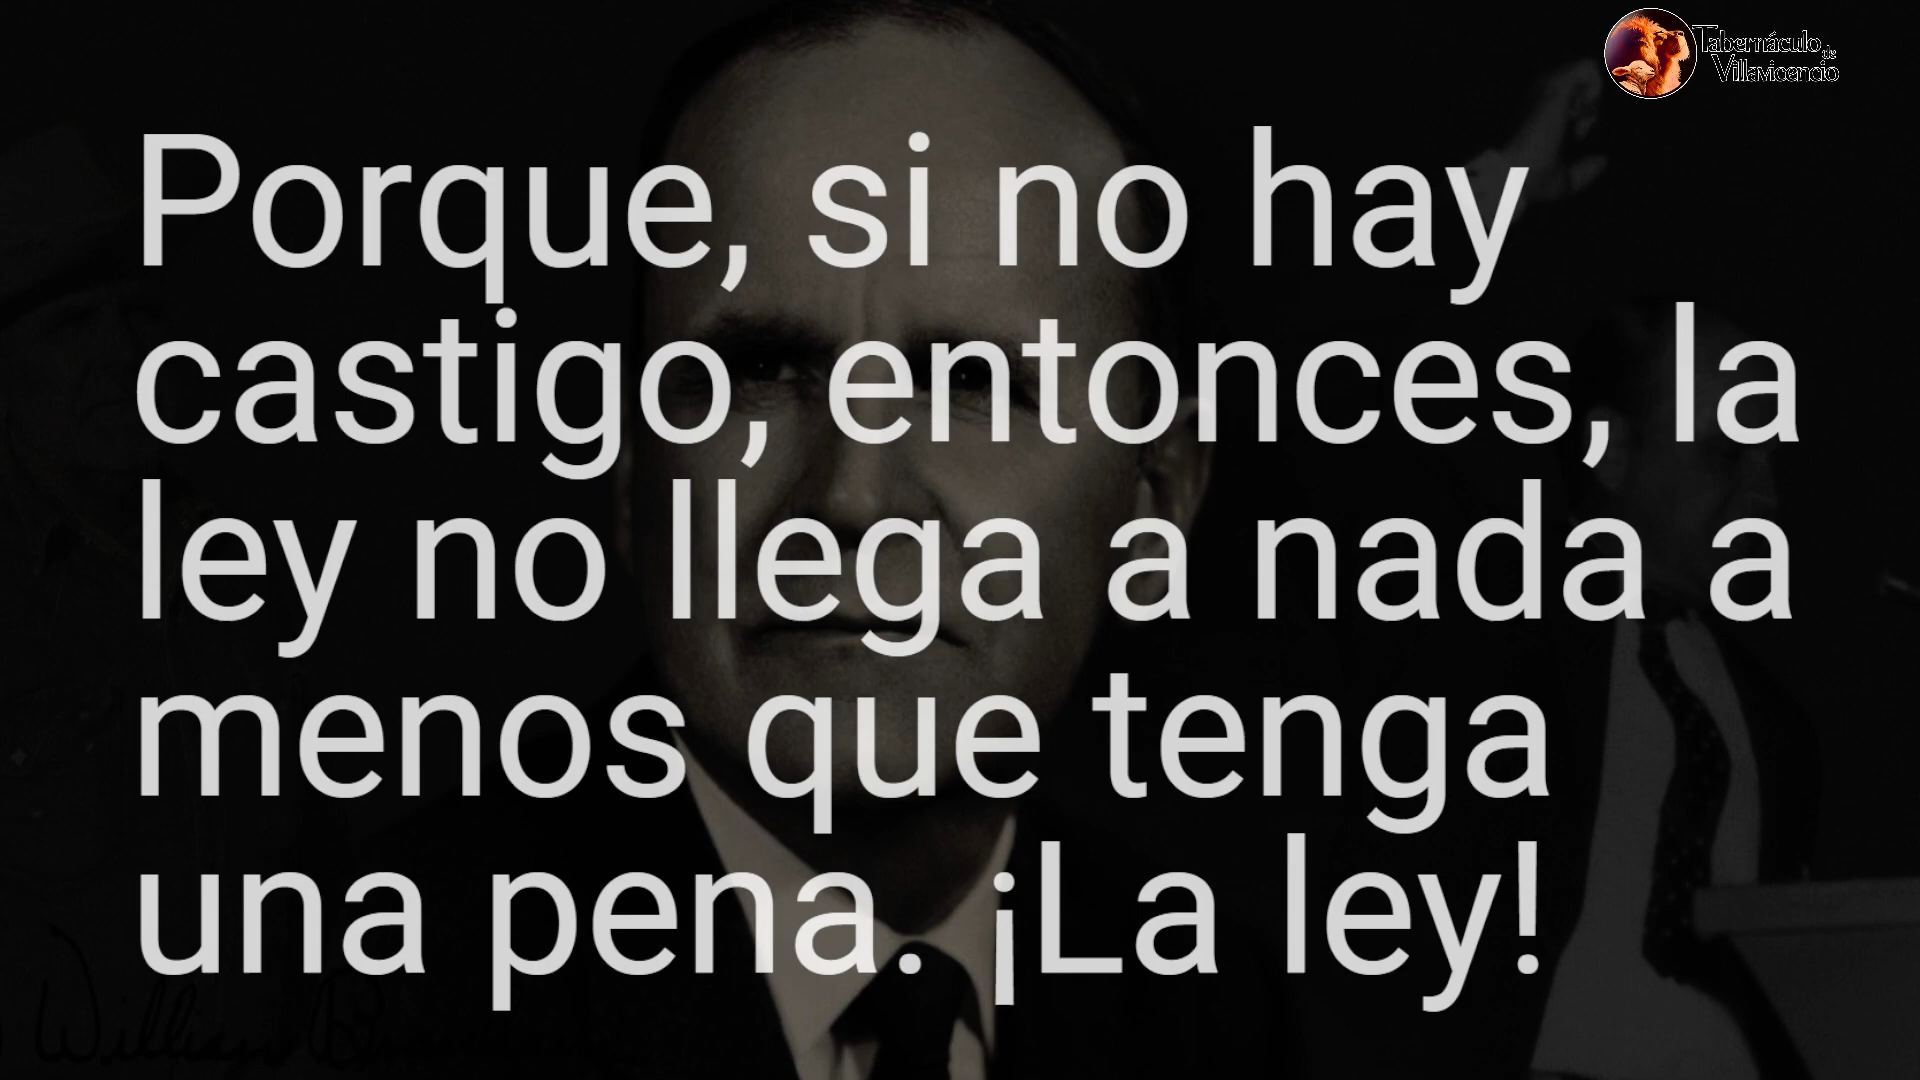 Tabernáculo de
Villavicencio
Porque, si no hay
castigo, entonces, la
ley no llega a nada a
menos que tenga
una pena. ¡La ley!
William